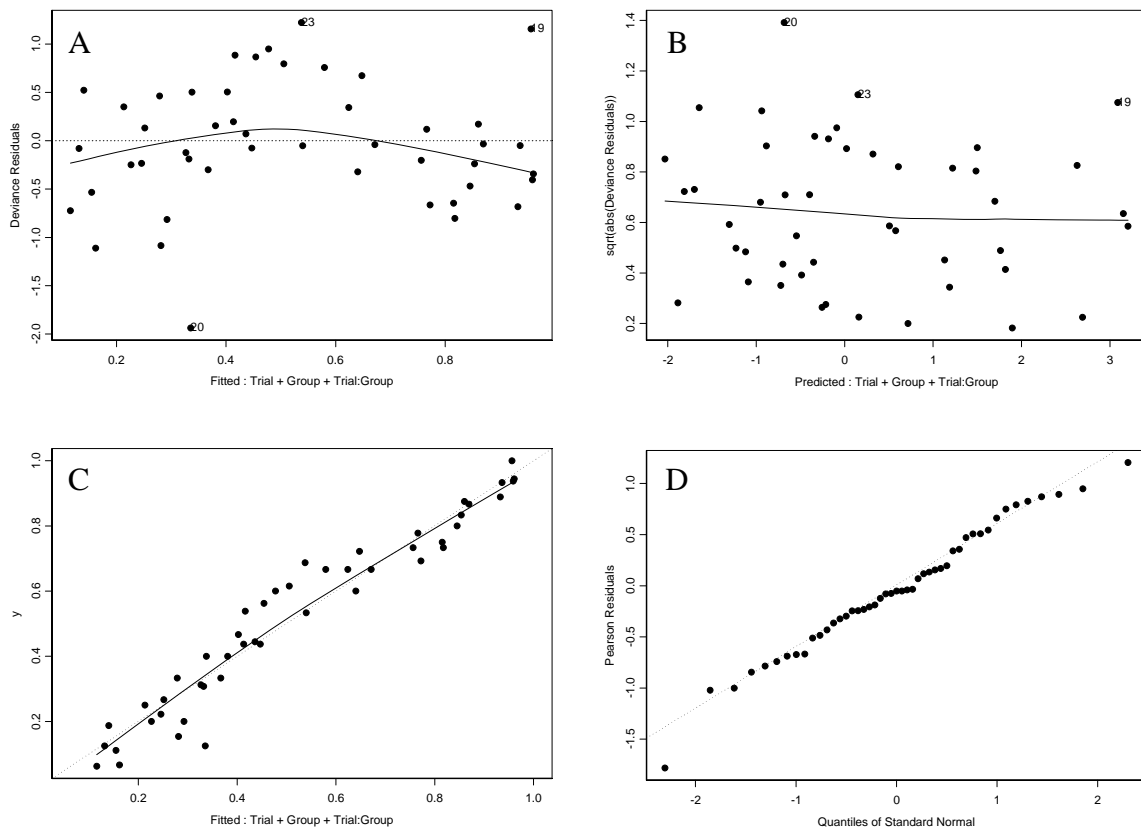 A
23
19
Deviance Residuals
1.0
0.5
0.0
-0.5
-1.0
-1.5
-2.0
20
0.2 0.4 0.6 0.8
Fitted : Trial + Group + Trial:Group
B
20
23
19
sqrt(abs(Deviance Residuals))
1.4
1.2
1.0
0.8
0.6
0.4
0.2
-2 -1 0 1 2 3
Predicted : Trial + Group + Trial:Group
C
y
1.0
0.8
0.6
0.4
0.2
0.2 0.4 0.6 0.8 1.0
Fitted : Trial + Group + Trial:Group
D
Pearson Residuals
1.0
0.5
0.0
-0.5
-1.0
-1.5
-2 -1 0 1 2
Quantiles of Standard Normal